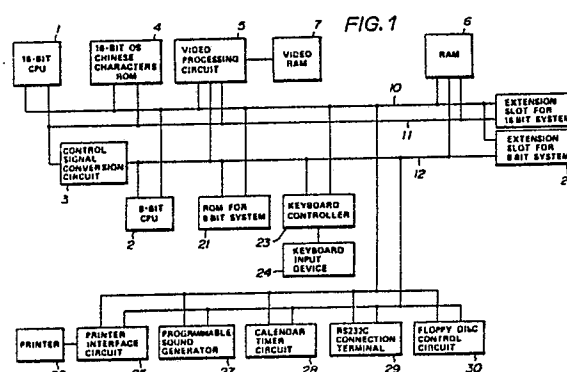 FIG.1
1
16-BIT
CPU
4
16-BIT OS
CHINESE
CHARACTERS
ROM
5
VIDEO
PROCESSING
CIRCUIT
7
VIDEO
RAM
6
RAM
10
11
EXTENSION
SLOT FOR
16 BIT SYSTEM
EXTENSION
SLOT FOR
8-BIT SYSTEM
2
CONTROL
SIGNAL
CONVERSION
CIRCUIT
3
12
8-BIT
CPU
2
ROM FOR
8 BIT SYSTEM
21
KEYBOARD
CONTROLLER
23
KEYBOARD
INPUT
DEVICE
24
PRINTER
PRINTER
INTERFACE
CIRCUIT
PROGRAMMABLE
SOUND
GENERATOR
27
CALENDAR
TIMER
CIRCUIT
28
RS232C
CONNECTION
TERMINAL
29
FLOPPY DISC
CONTROL
CIRCUIT
30